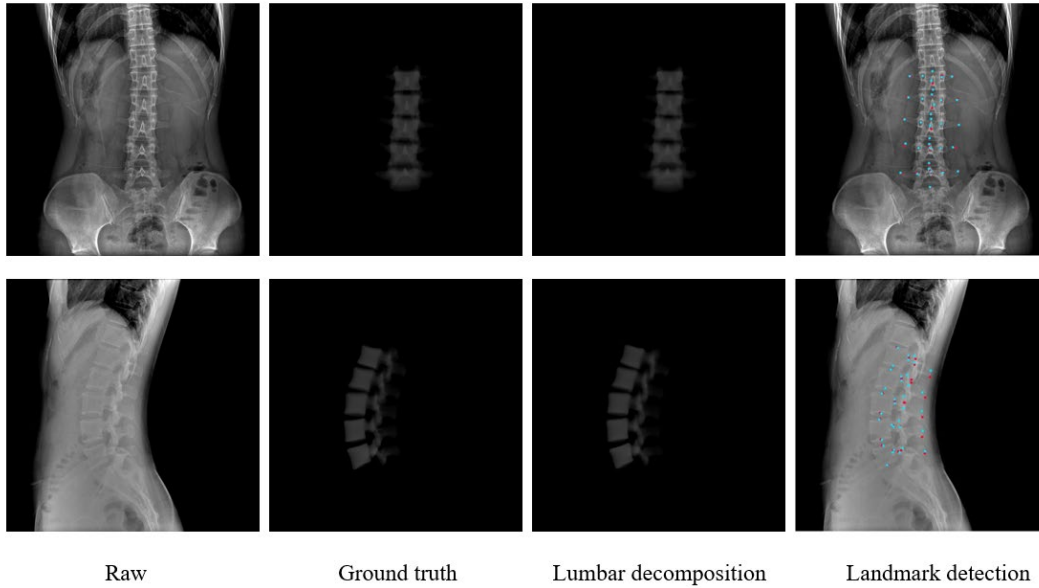 Raw
Ground truth
Lumbar decomposition
Landmark detection